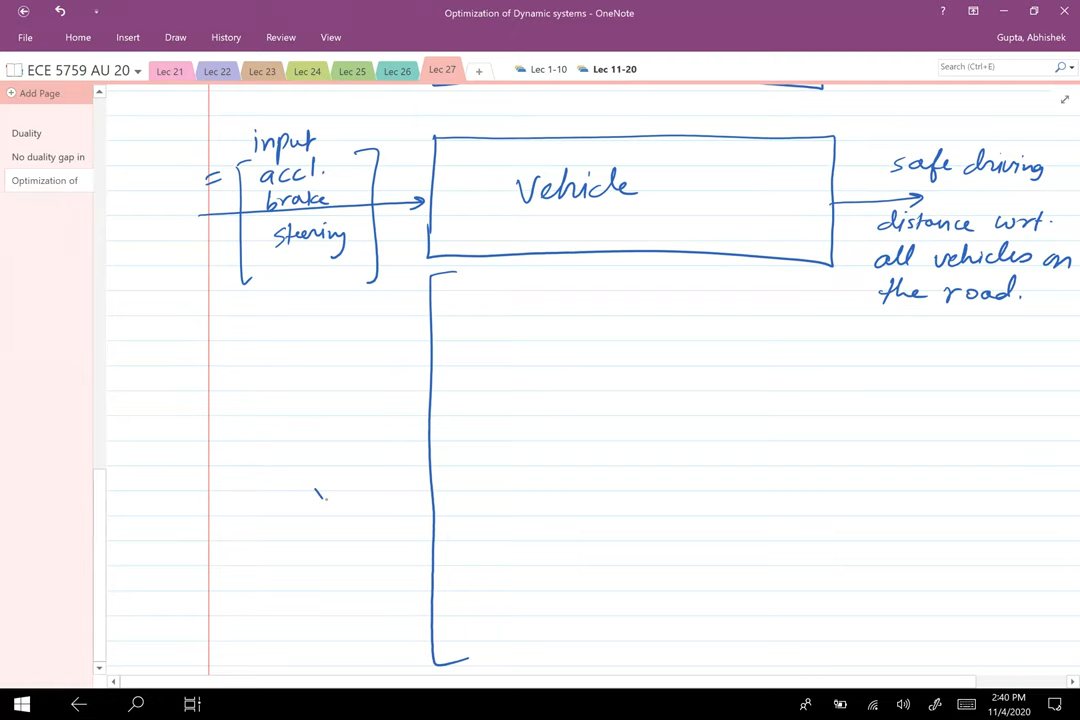 Optimization of Dynamic systems - OneNote
?
File Home Insert Draw History Review View
Gupta, Abhishek
ECE 5759 AU 20
Lec 21 Lec 22 Lec 23 Lec 24 Lec 25 Lec 26 Lec 27 + Lec 1-10 Lec 11-20
Search (Ctrl+E)
Add Page
Duality
No duality gap in
Optimization of
input
= accl.
brake
steering
Vehicle
safe driving
distance wrt.
all vehicles on
the road.
2:40 PM
11/4/2020